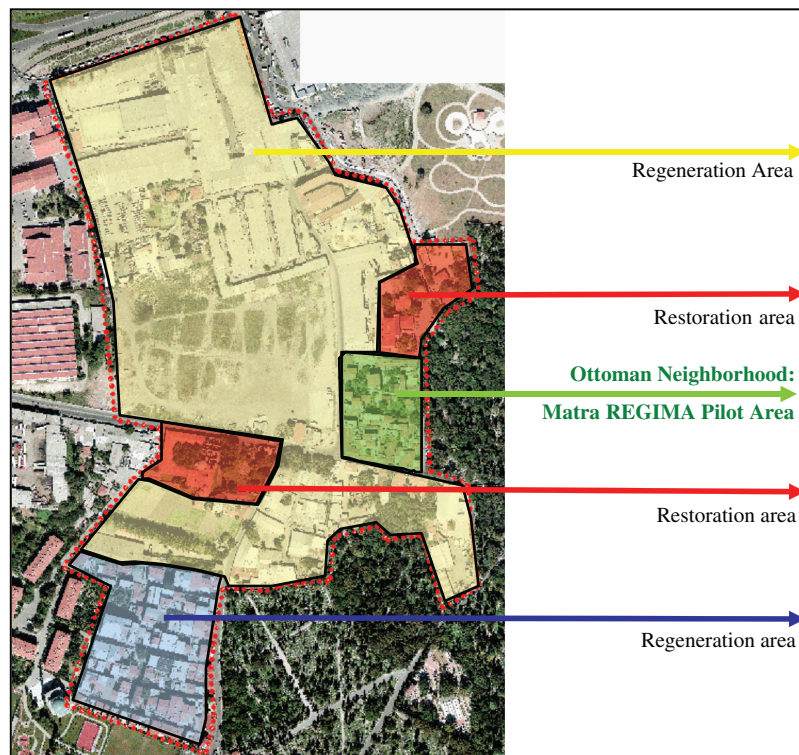 Regeneration Area
Restoration area
Ottoman Neighborhood:
Matra REGIMA Pilot Area
Restoration area
Regeneration area